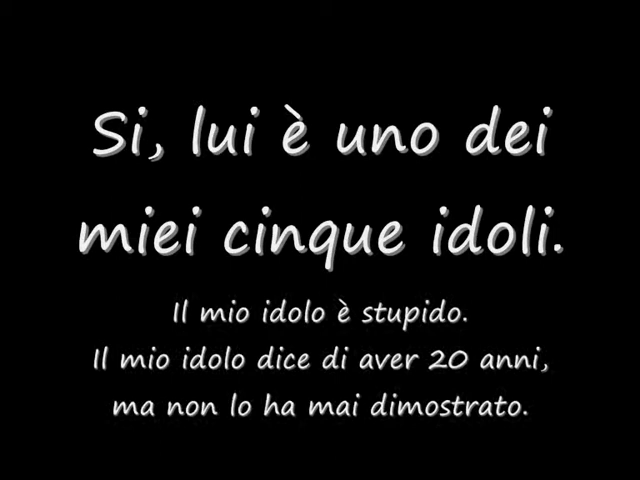 Si, lui è uno dei
miei cinque idoli.
Il mio idolo è stupido.
Il mio idolo dice di aver 20 anni,
ma non lo ha mai dimostrato.